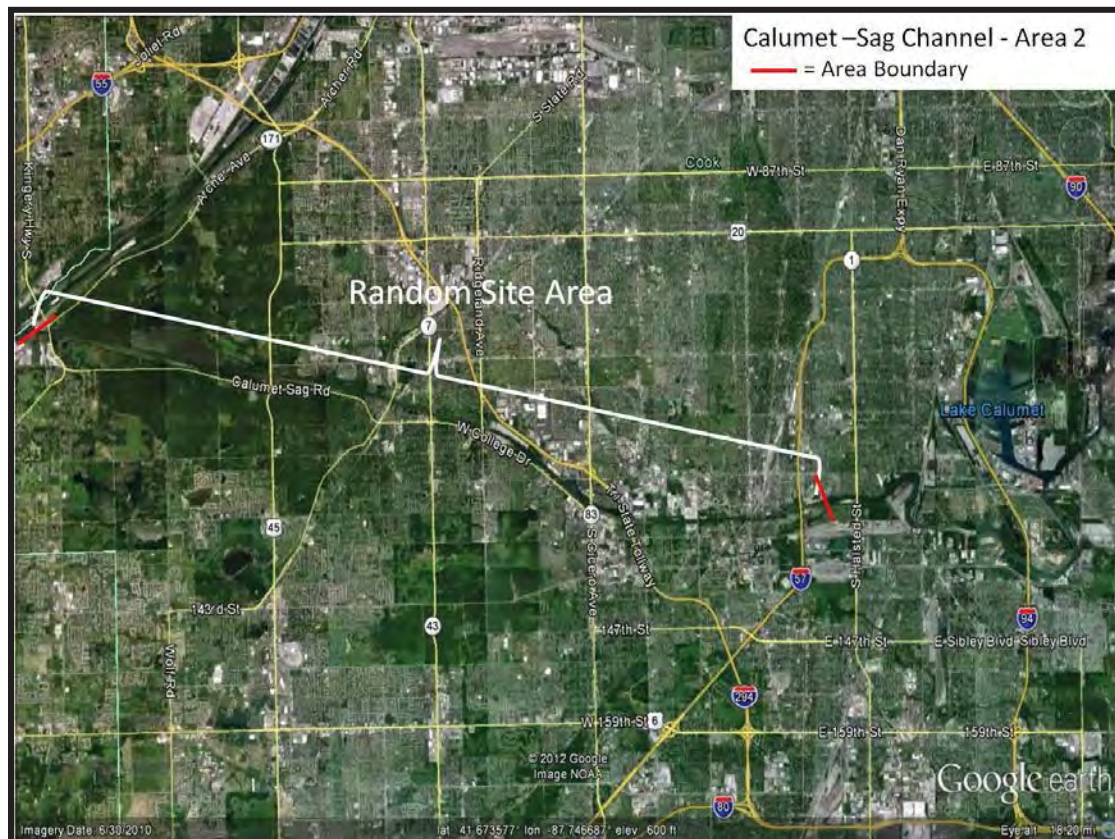 Calumet –Sag Channel - Area 2
= Area Boundary
Joliet Rd
55
Archer Rd
S State Rd
171
Archer Ave
Kingery Hwy S
Cook
W 87th St
E 87th St
Dan Ryan Expy
90
20
1
Ridgeland Ave
Random Site Area
7
Calumet Sag Rd
Lake Calumet
W College Dr
Tri State Tollway
83
45
S Cicero Ave
S Halsted St
57
143rd St
43
147th St
E 147th St
E Sibley Blvd
Sibley Blvd
94
Wolf Rd
294
W 159th St
6
E 159th St
159th St
© 2012 Google
Image NOAA
Google earth
80
Imagery Date 6/30/2010
lat 41.673577° lon -87.746687° elev 600 ft
Eye alt 18.20 mi